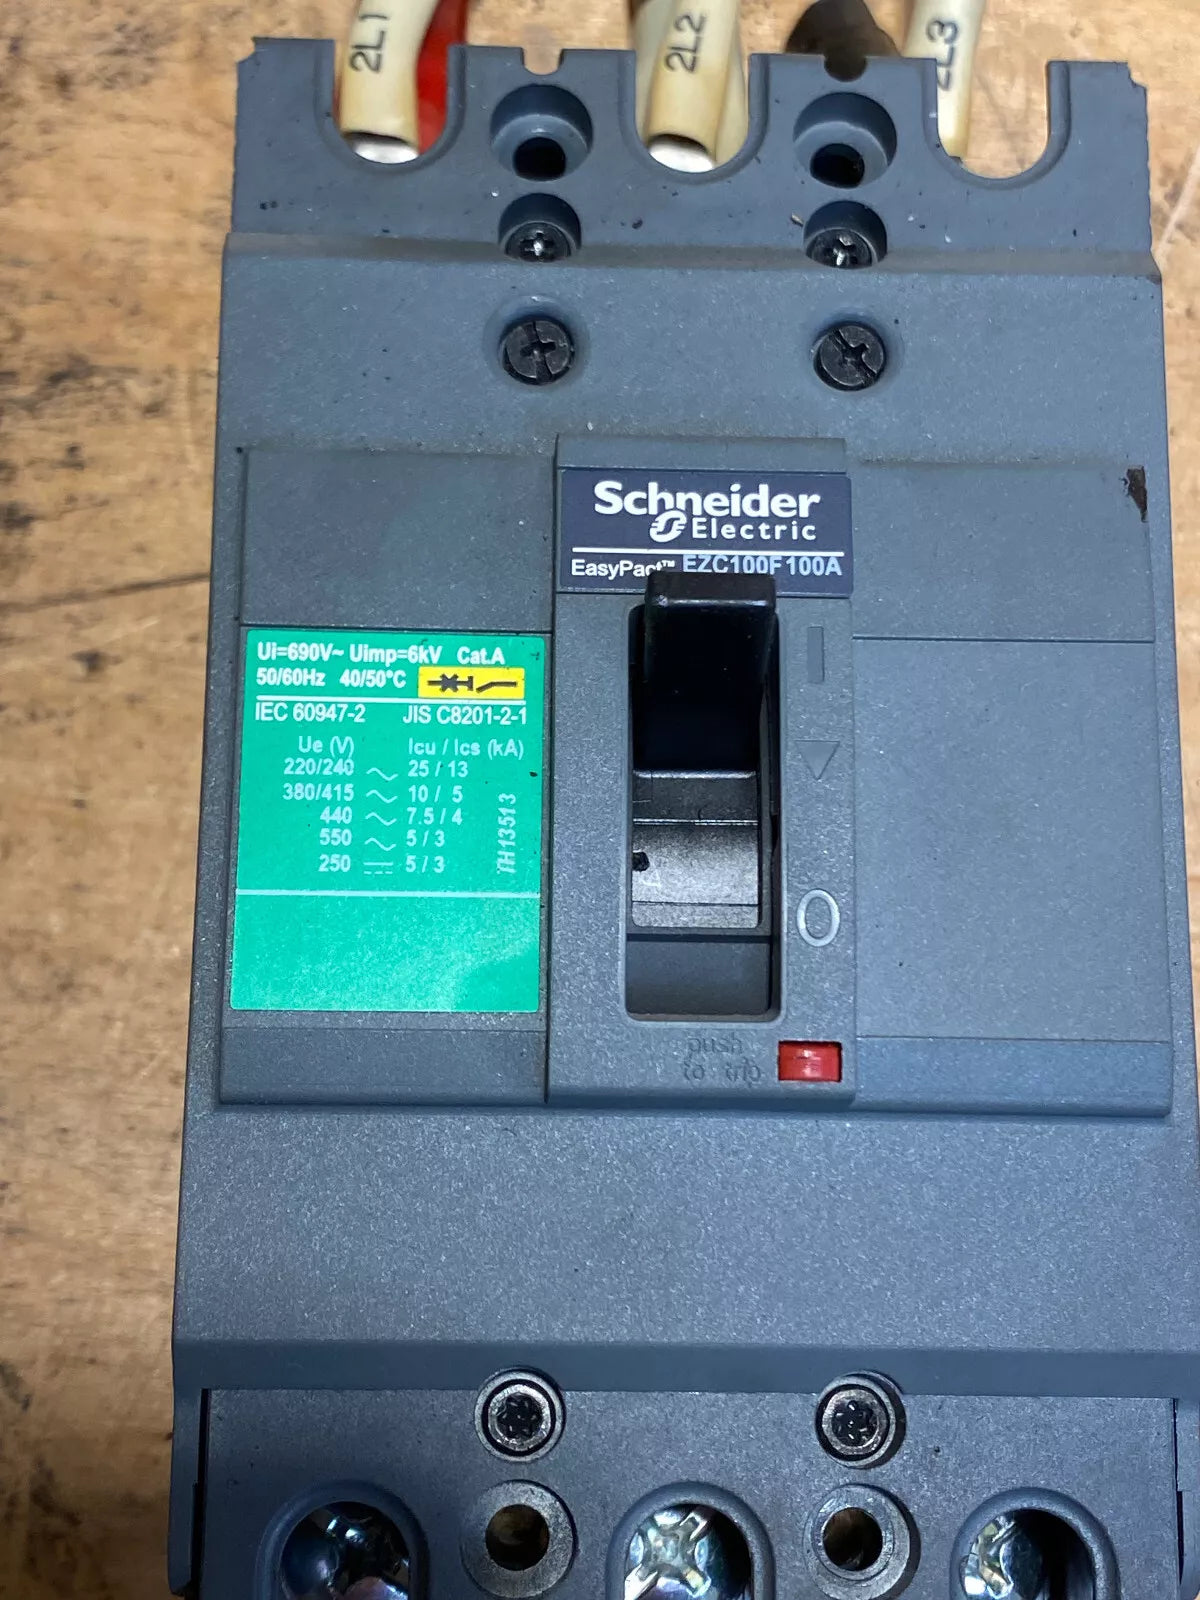 2L1
2L2
2L3
Schneider
Electric
EasyPact™ EZC100F 100A
Ui=690V~ Uimp=6kV Cat.A
50/60Hz 40/50°C
IEC 60947-2 JIS C8201-2-1
Ue (V) Icu / Ics (kA)
220/240 ~ 25 / 13
380/415 ~ 10 / 5
440 ~ 7.5 / 4
550 ~ 5 / 3
250 ⎓ 5 / 3
TH13513
I
O
push
to trip